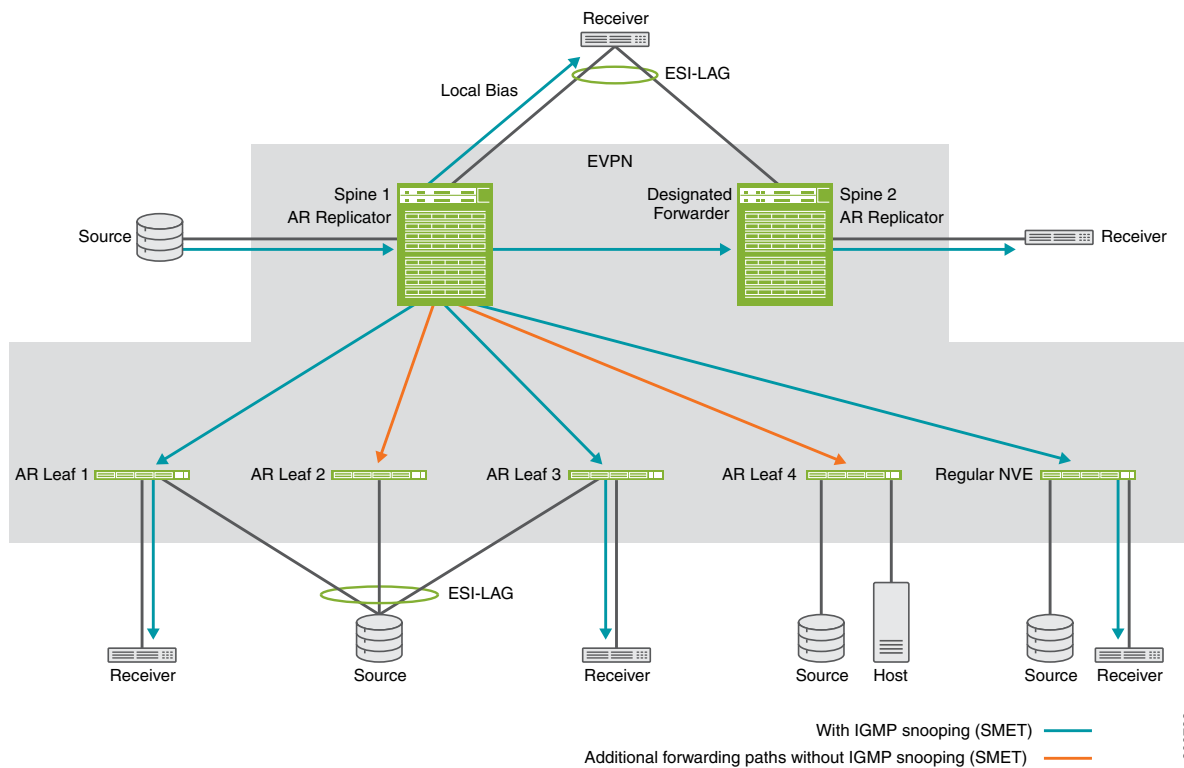 Receiver
ESI-LAG
Local Bias
EVPN
Spine 1
AR Replicator
Designated
Forwarder
Spine 2
AR Replicator
Source
Receiver
AR Leaf 1
AR Leaf 2
AR Leaf 3
AR Leaf 4
Regular NVE
ESI-LAG
Receiver
Source
Receiver
Source
Host
Source
Receiver
With IGMP snooping (SMET)
Additional forwarding paths without IGMP snooping (SMET)